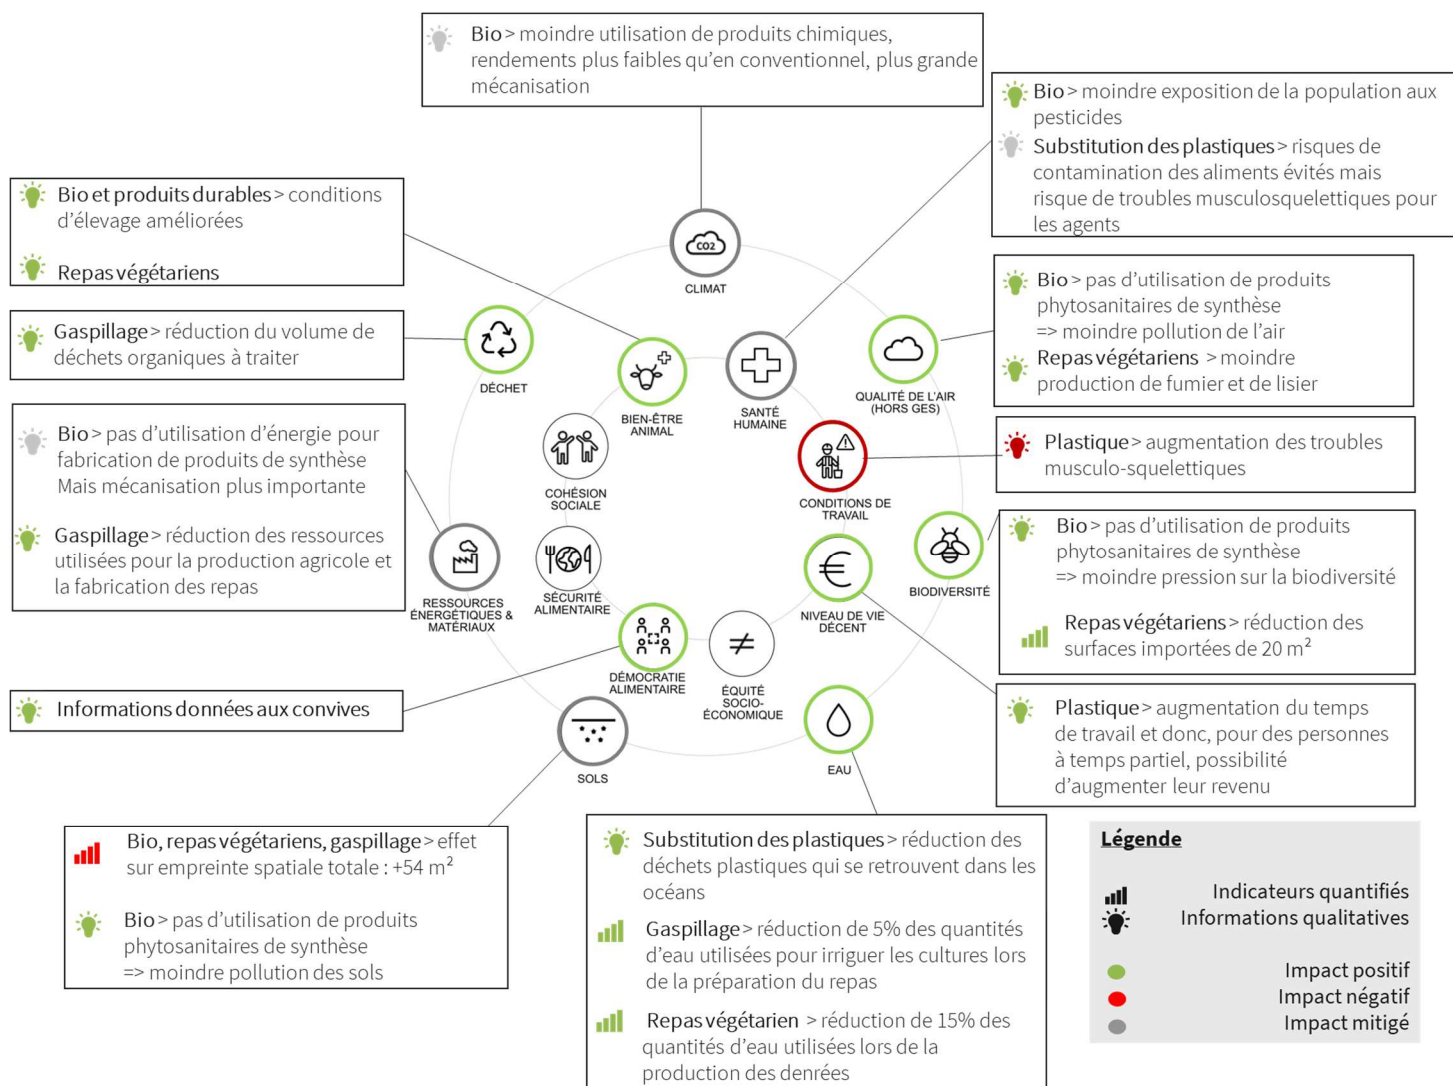 Bio > moindre utilisation de produits chimiques,
rendements plus faibles qu'en conventionnel, plus grande
mécanisation
Bio > moindre exposition de la population aux
pesticides
Substitution des plastiques > risques de
contamination des aliments évités mais
risque de troubles musculosquelettiques pour
les agents
Bio et produits durables > conditions
d'élevage améliorées
Repas végétariens
Gaspillage > réduction du volume de
déchets organiques à traiter
Bio > pas d'utilisation de produits
phytosanitaires de synthèse
=> moindre pollution de l'air
Repas végétariens > moindre
production de fumier et de lisier
Bio > pas d'utilisation d'énergie pour
fabrication de produits de synthèse
Mais mécanisation plus importante
Gaspillage > réduction des ressources
utilisées pour la production agricole et
la fabrication des repas
Plastique > augmentation des troubles
musculo-squelettiques
Bio > pas d'utilisation de produits
phytosanitaires de synthèse
=> moindre pression sur la biodiversité
Repas végétariens > réduction des
surfaces importées de 20 m²
Informations données aux convives
Plastique > augmentation du temps
de travail et donc, pour des personnes
à temps partiel, possibilité
d'augmenter leur revenu
CO2
CLIMAT
DÉCHET
BIEN-ÊTRE
ANIMAL
SANTÉ
HUMAINE
QUALITÉ DE L'AIR
(HORS GES)
COHÉSION
SOCIALE
CONDITIONS DE
TRAVAIL
RESSOURCES
ÉNERGÉTIQUES &
MATÉRIAUX
SÉCURITÉ
ALIMENTAIRE
NIVEAU DE VIE
DÉCENT
BIODIVERSITÉ
DÉMOCRATIE
ALIMENTAIRE
ÉQUITÉ
SOCIO-
ÉCONOMIQUE
SOLS
EAU
Bio, repas végétariens, gaspillage > effet
sur empreinte spatiale totale : +54 m²
Bio > pas d'utilisation de produits
phytosanitaires de synthèse
=> moindre pollution des sols
Substitution des plastiques > réduction des
déchets plastiques qui se retrouvent dans les
océans
Gaspillage > réduction de 5% des quantités
d'eau utilisées pour irriguer les cultures lors
de la préparation du repas
Repas végétarien > réduction de 15% des
quantités d'eau utilisées lors de la
production des denrées
Légende
Indicateurs quantifiés
Informations qualitatives
Impact positif
Impact négatif
Impact mitigé